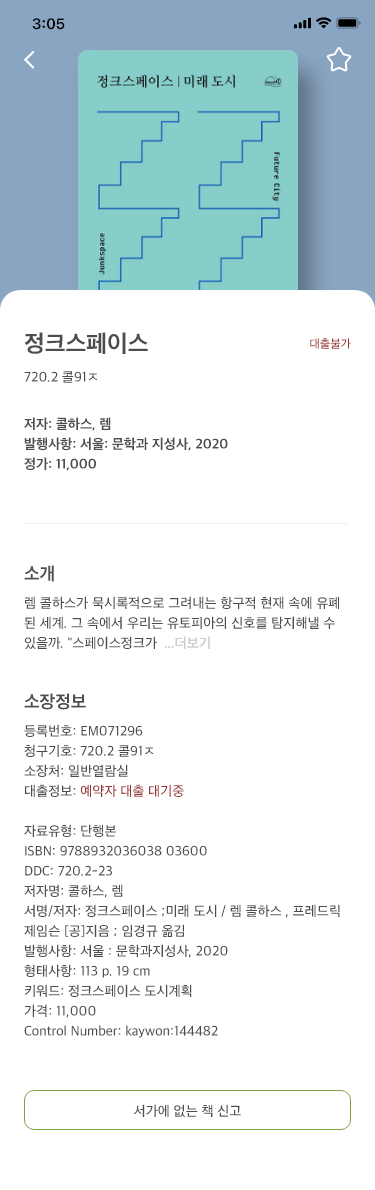 3:05
정크스페이스 | 미래 도시
Future City
Junkspace
정크스페이스
대출불가
720.2 콜91ㅈ
저자: 콜하스, 렘
발행사항: 서울: 문학과 지성사, 2020
정가: 11,000
소개
렘 콜하스가 묵시록적으로 그려내는 항구적 현재 속에 유폐
된 세계. 그 속에서 우리는 유토피아의 신호를 탐지해낼 수
있을까. "스페이스정크가 ...더보기
소장정보
등록번호: EM071296
청구기호: 720.2 콜91ㅈ
소장처: 일반열람실
대출정보: 예약자 대출 대기중
자료유형: 단행본
ISBN: 9788932036038 03600
DDC: 720.2-23
저자명: 콜하스, 렘
서명/저자: 정크스페이스 ;미래 도시 / 렘 콜하스 , 프레드릭
제임슨 [공]지음 ; 임경규 옮김
발행사항: 서울 : 문학과지성사, 2020
형태사항: 113 p. 19 cm
키워드: 정크스페이스 도시계획
가격: 11,000
Control Number: kaywon:144482
서가에 없는 책 신고